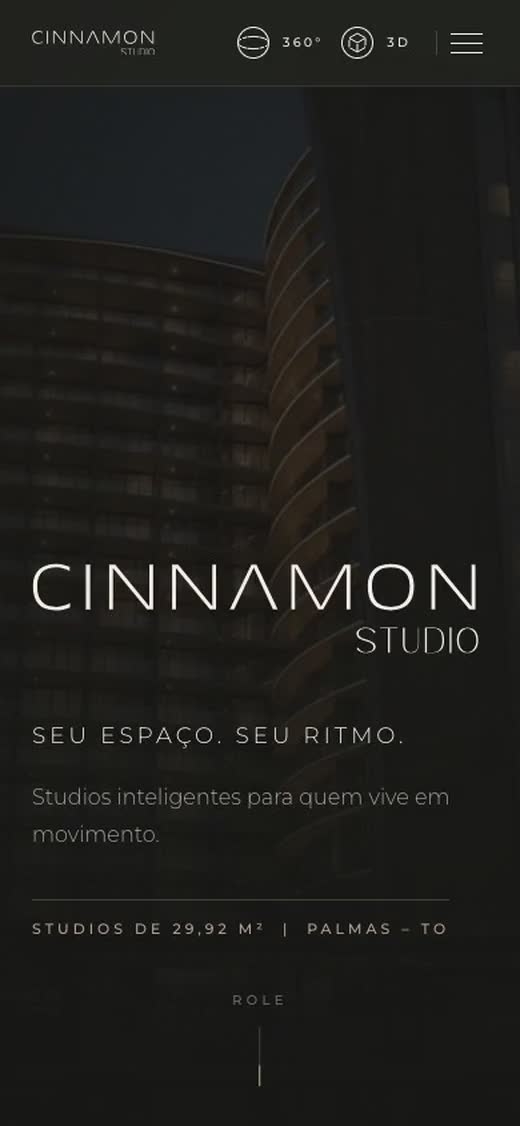 CINNAMON
STUDIO
360°
3D
CINNAMON
STUDIO
SEU ESPAÇO. SEU RITMO.
Studios inteligentes para quem vive em
movimento.
STUDIOS DE 29,92 M² | PALMAS – TO
ROLE